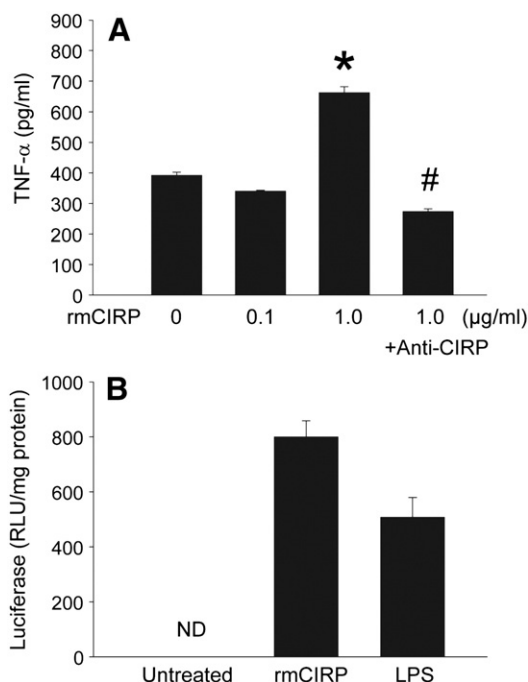 A
900
800
700
600
500
400
300
200
100
0
TNF-α (pg/ml)
*
#
rmCIRP 0 0.1 1.0 1.0 (μg/ml)
+Anti-CIRP
B
1000
800
600
400
200
0
Luciferase (RLU/mg protein)
ND
Untreated rmCIRP LPS